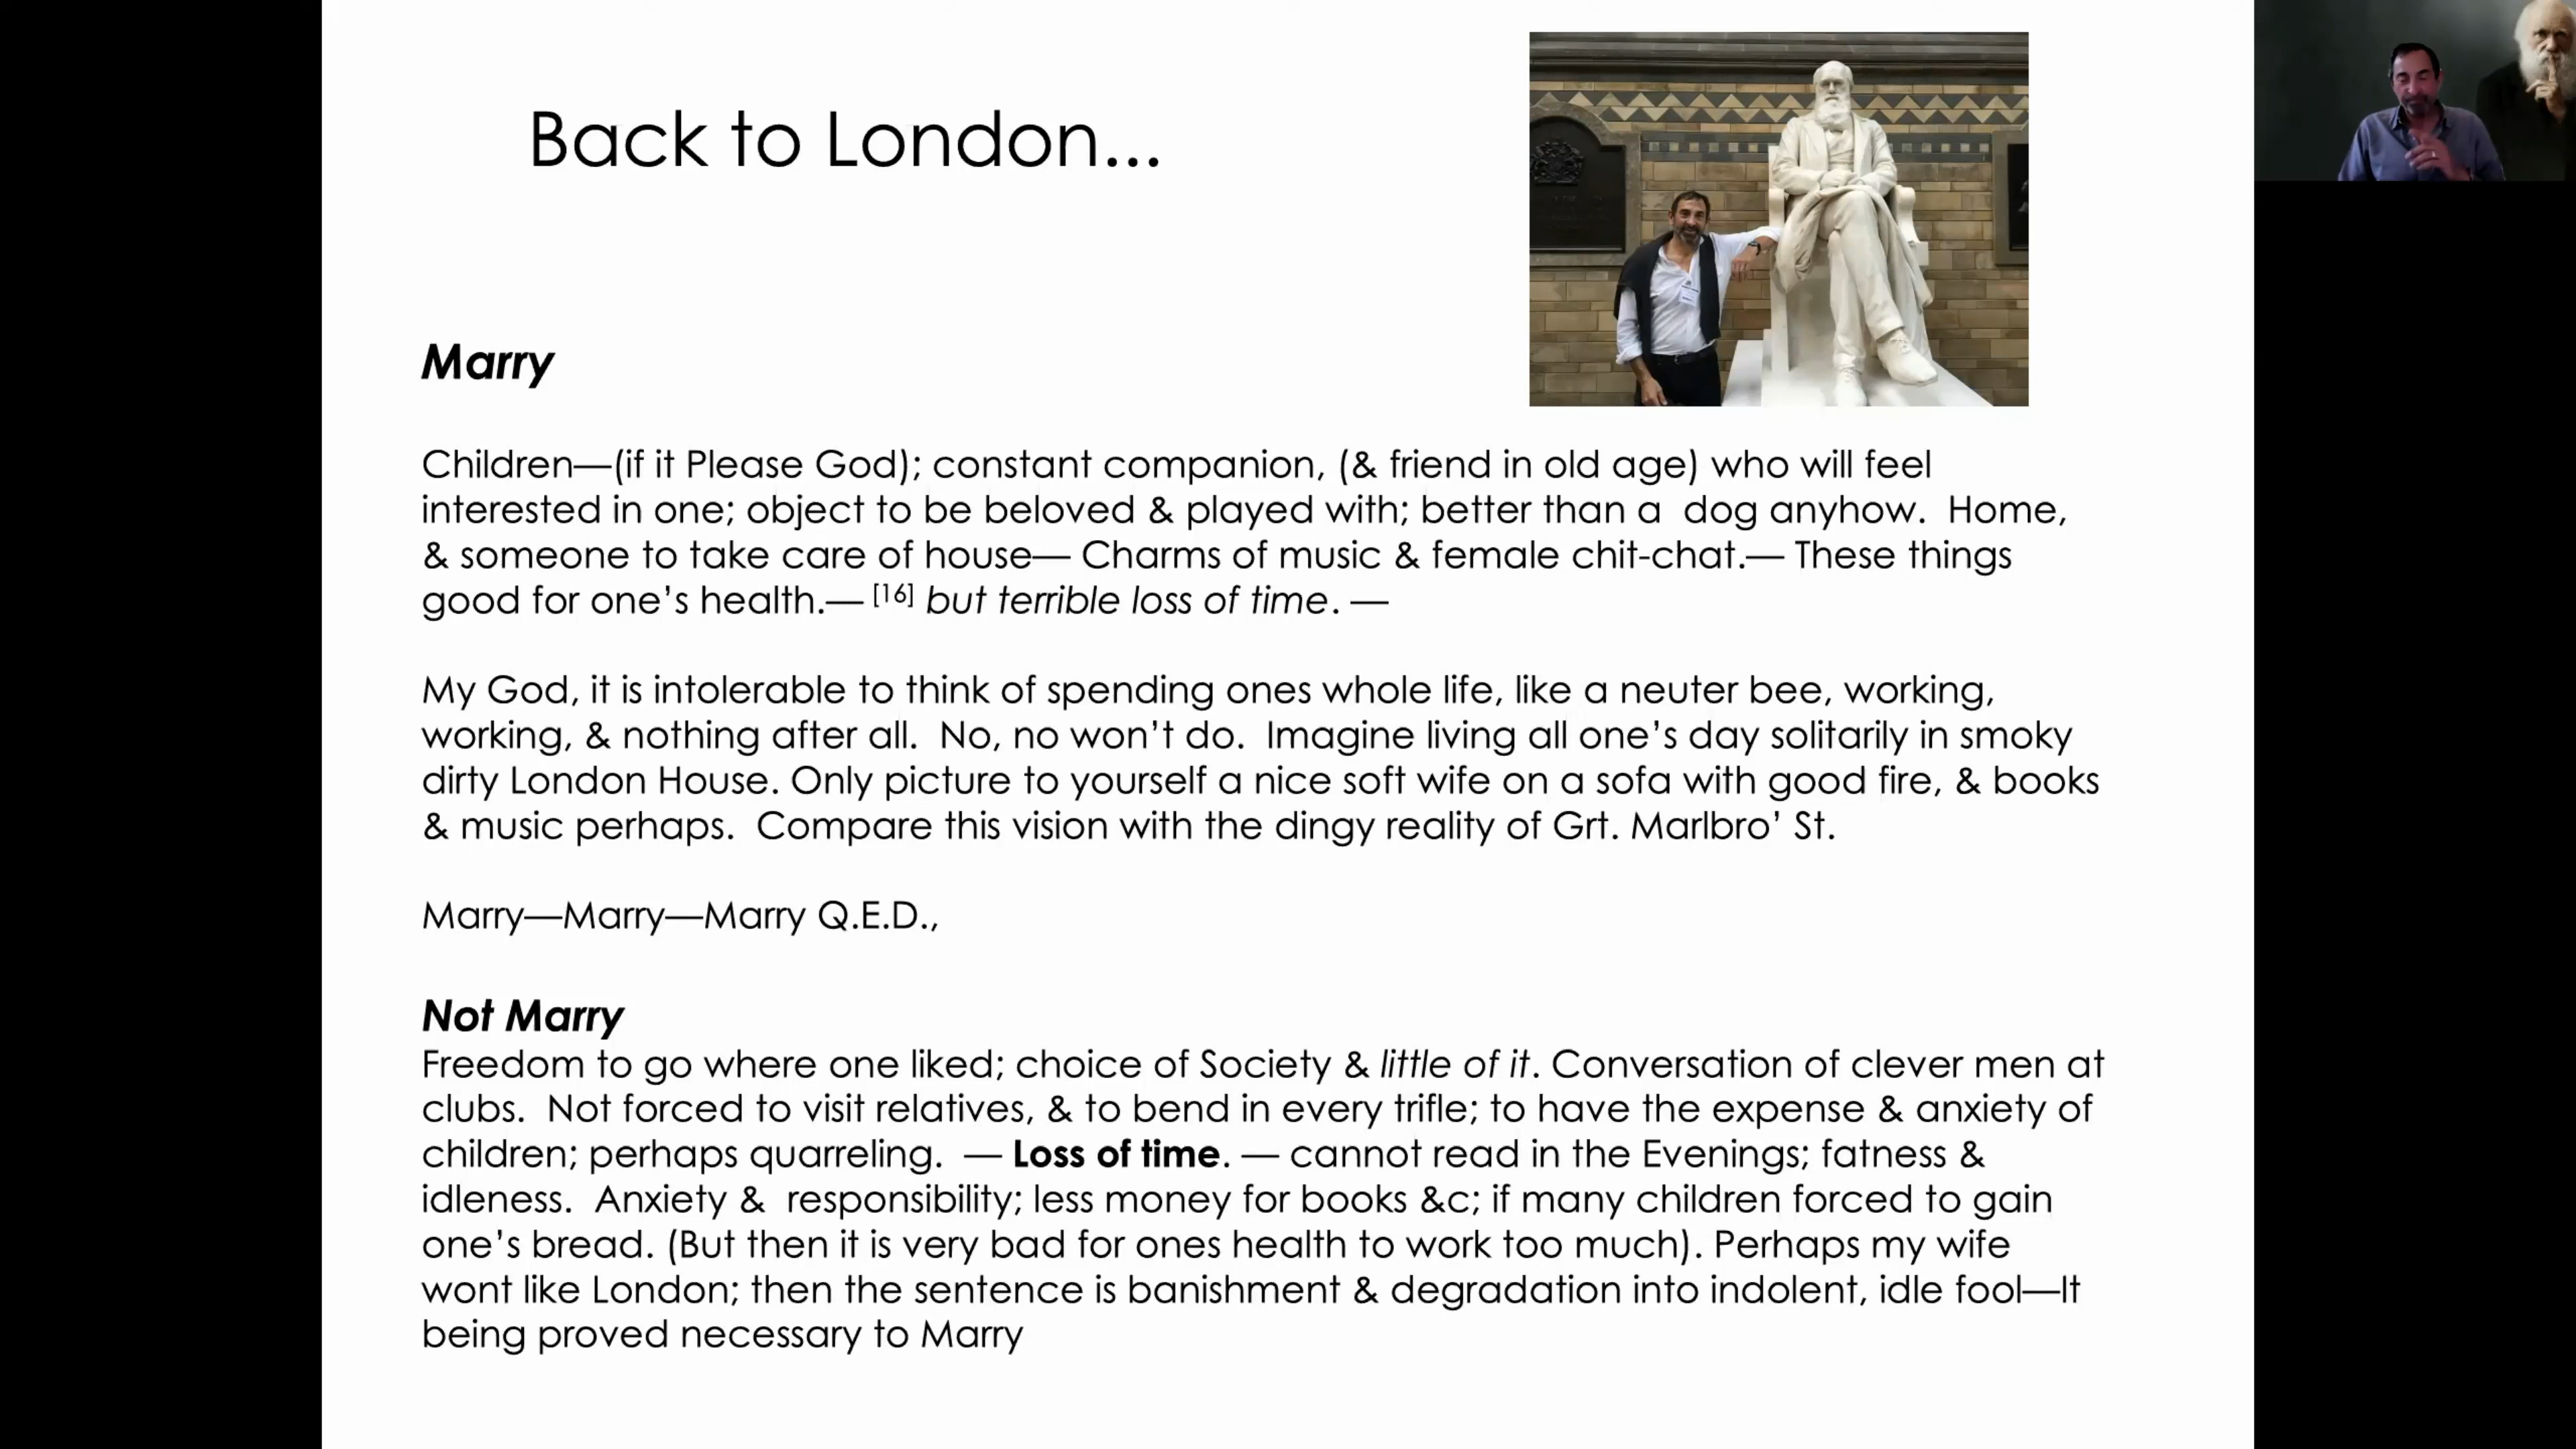 Back to London...
Marry
Children—(if it Please God); constant companion, (& friend in old age) who will feel
interested in one; object to be beloved & played with; better than a  dog anyhow.  Home,
& someone to take care of house— Charms of music & female chit-chat.— These things
good for one’s health.— [16] but terrible loss of time. —
My God, it is intolerable to think of spending ones whole life, like a neuter bee, working,
working, & nothing after all.  No, no won’t do.  Imagine living all one’s day solitarily in smoky
dirty London House. Only picture to yourself a nice soft wife on a sofa with good fire, & books
& music perhaps.  Compare this vision with the dingy reality of Grt. Marlbro’ St.
Marry—Marry—Marry Q.E.D.,
Not Marry
Freedom to go where one liked; choice of Society & little of it. Conversation of clever men at
clubs.  Not forced to visit relatives, & to bend in every trifle; to have the expense & anxiety of
children; perhaps quarreling.  — Loss of time. — cannot read in the Evenings; fatness &
idleness.  Anxiety &  responsibility; less money for books &c; if many children forced to gain
one’s bread. (But then it is very bad for ones health to work too much). Perhaps my wife
wont like London; then the sentence is banishment & degradation into indolent, idle fool—It
being proved necessary to Marry